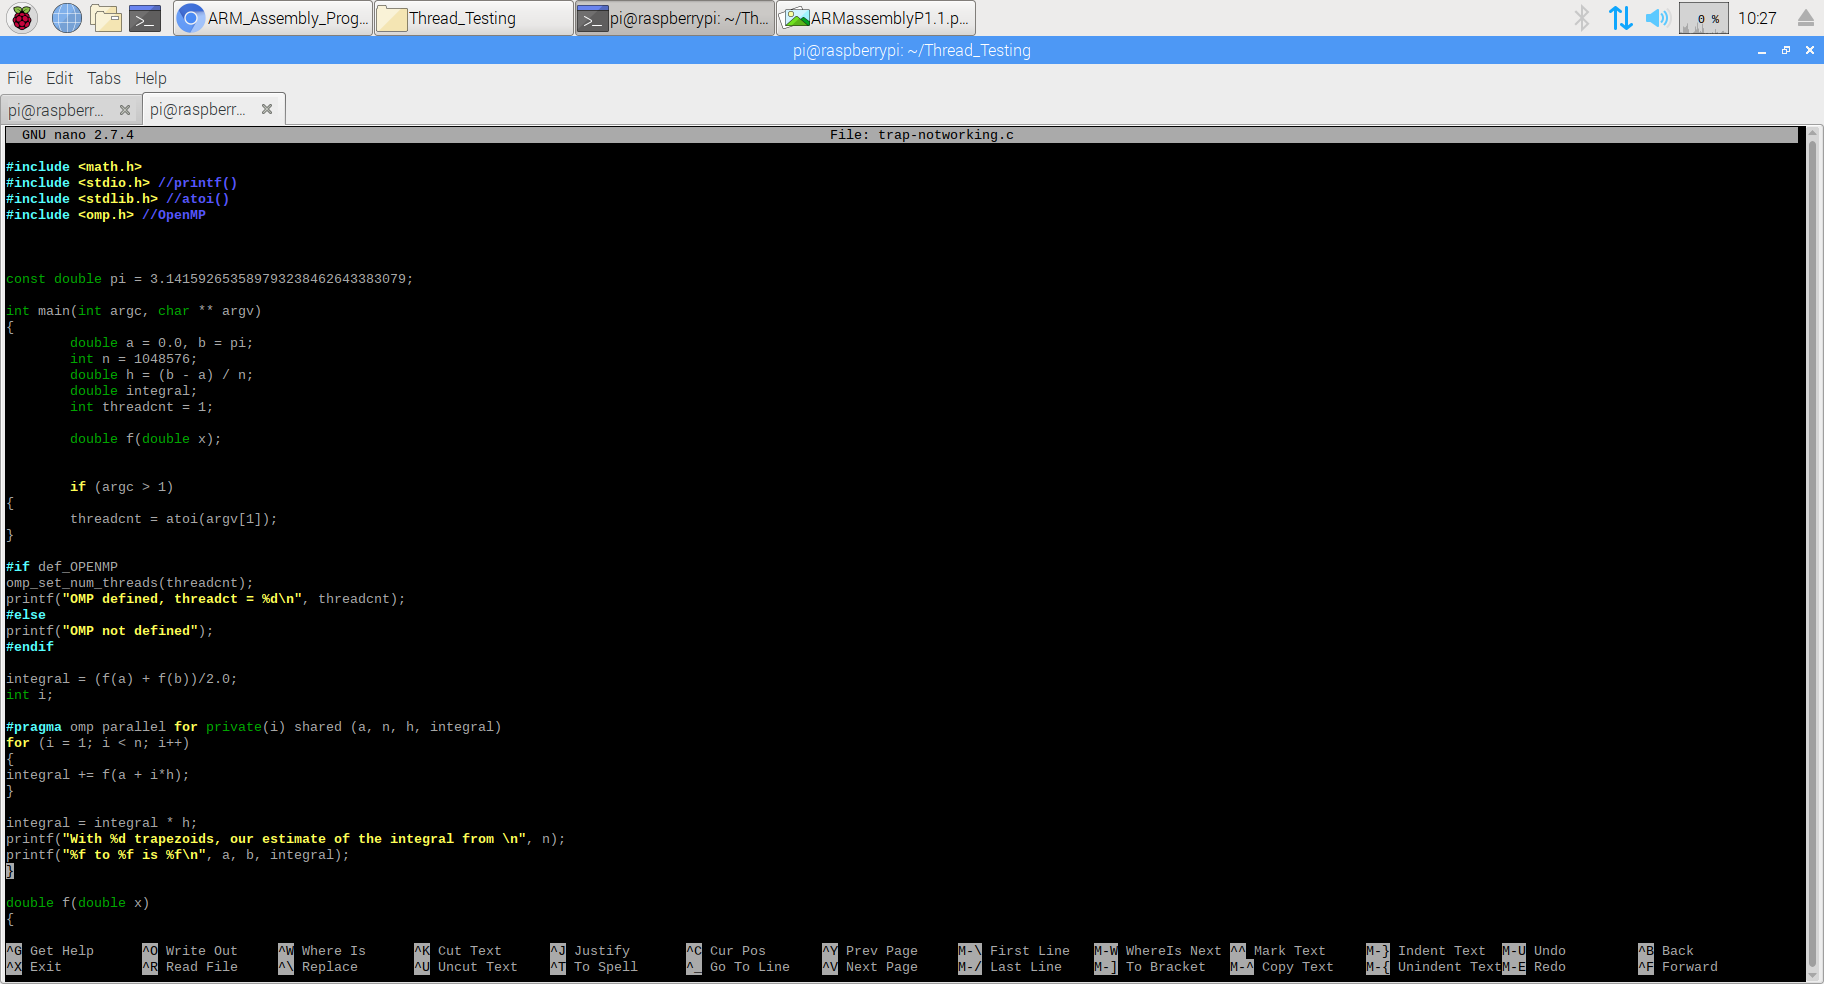 ARM_Assembly_Prog...
Thread_Testing
pi@raspberrypi: ~/Th...
ARMassemblyP1.1.p...
0 %
10:27
pi@raspberrypi: ~/Thread_Testing
File Edit Tabs Help
pi@raspberr...
pi@raspberr...
GNU nano 2.7.4 File: trap-notworking.c
#include <math.h>
#include <stdio.h> //printf()
#include <stdlib.h> //atoi()
#include <omp.h> //OpenMP
const double pi = 3.141592653589793238462643383079;
int main(int argc, char ** argv)
{
double a = 0.0, b = pi;
int n = 1048576;
double h = (b - a) / n;
double integral;
int threadcnt = 1;
double f(double x);
if (argc > 1)
{
threadcnt = atoi(argv[1]);
}
#if def_OPENMP
omp_set_num_threads(threadcnt);
printf("OMP defined, threadct = %d\n", threadcnt);
#else
printf("OMP not defined");
#endif
integral = (f(a) + f(b))/2.0;
int i;
#pragma omp parallel for private(i) shared (a, n, h, integral)
for (i = 1; i < n; i++)
{
integral += f(a + i*h);
}
integral = integral * h;
printf("With %d trapezoids, our estimate of the integral from \n", n);
printf("%f to %f is %f\n", a, b, integral);
}
double f(double x)
{
^G Get Help ^O Write Out ^W Where Is ^K Cut Text ^J Justify ^C Cur Pos ^Y Prev Page M-\ First Line M-W WhereIs Next ^^ Mark Text M-} Indent Text M-U Undo ^B Back
^X Exit ^R Read File ^\ Replace ^U Uncut Text ^T To Spell ^_ Go To Line ^V Next Page M-/ Last Line M-] To Bracket M-^ Copy Text M-{ Unindent Text M-E Redo ^F Forward